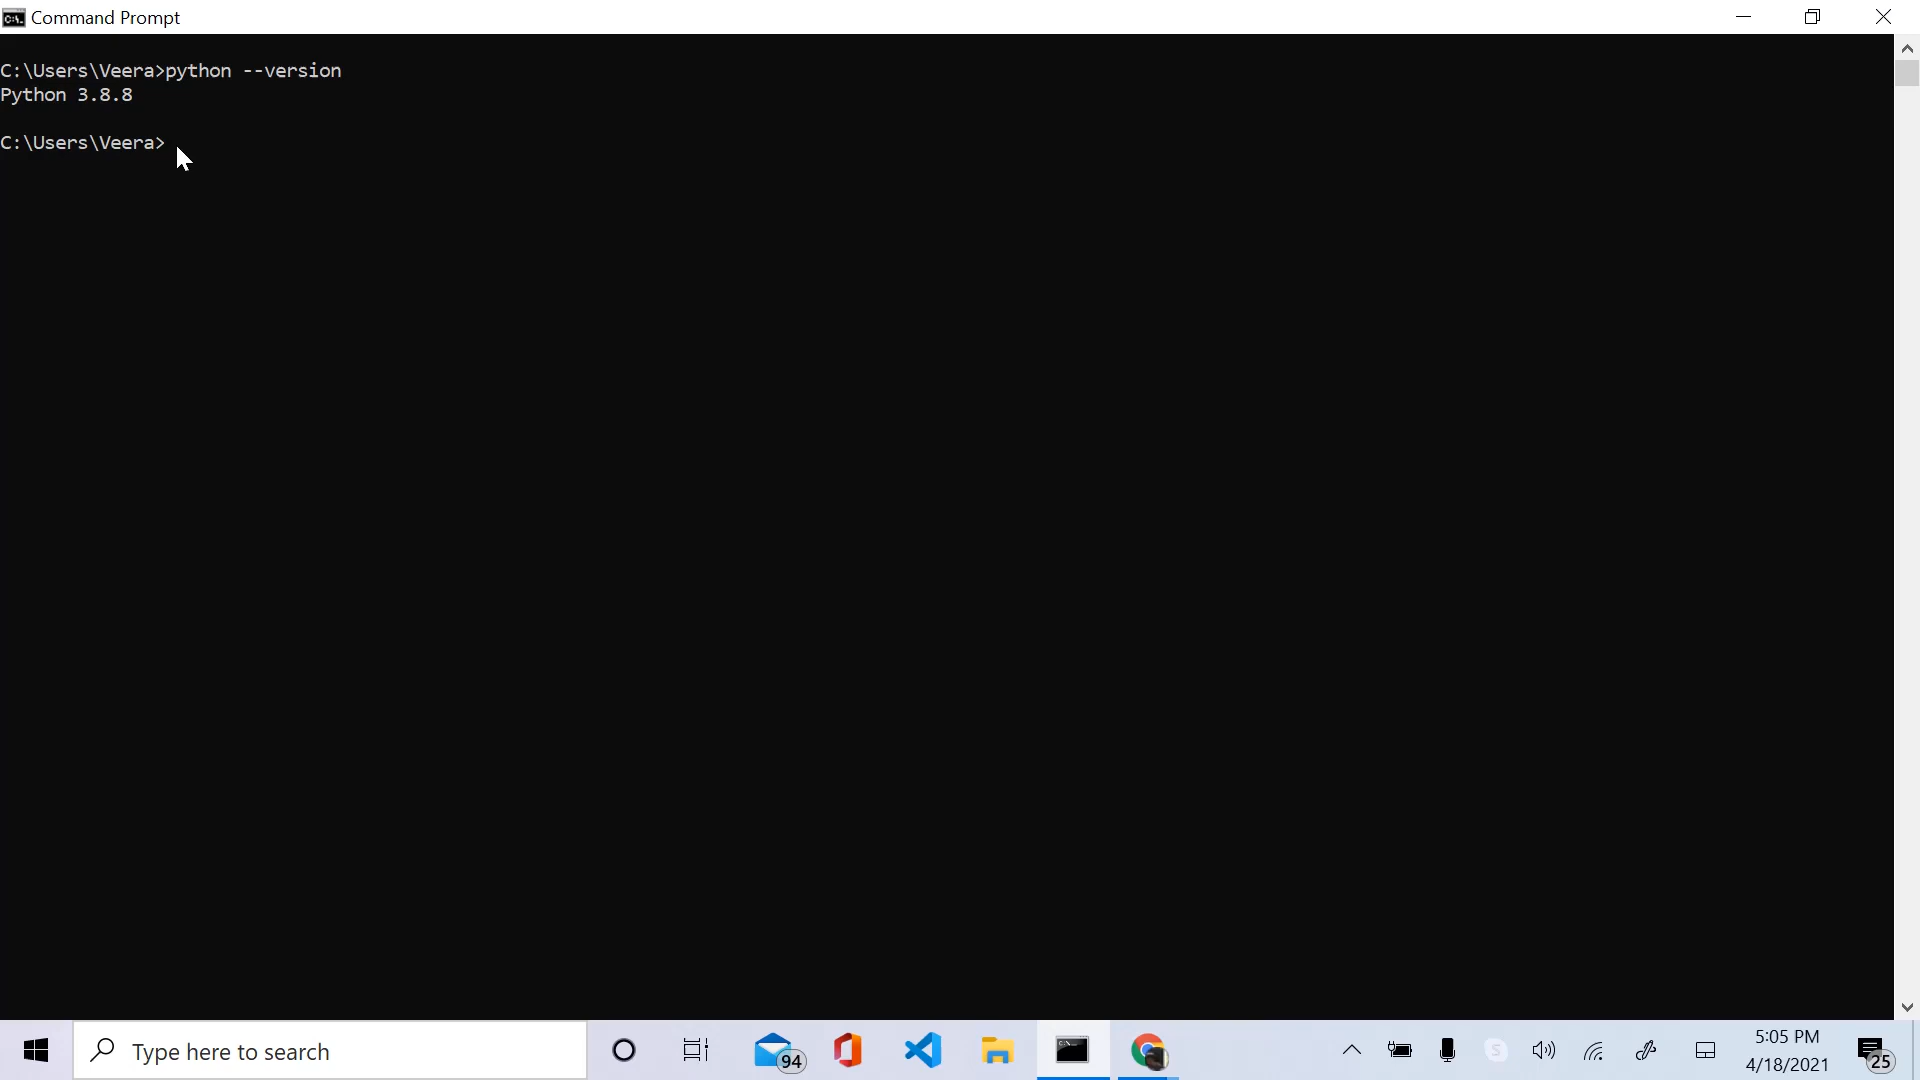 Command Prompt
C:\Users\Veera>python --version
Python 3.8.8
C:\Users\Veera>
Type here to search
94
5:05 PM
4/18/2021
25